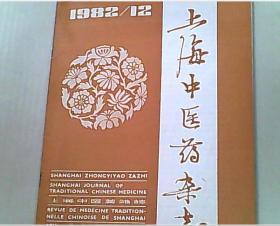 1982/12
上海中医药杂志
SHANGHAI ZHONGYIYAO ZAZHI
SHANGHAI JOURNAL OF
TRADITIONAL CHINESE MEDICINE
REVUE DE MEDECINE TRADITION-
NELLE CHINOISE DE SHANGHAI